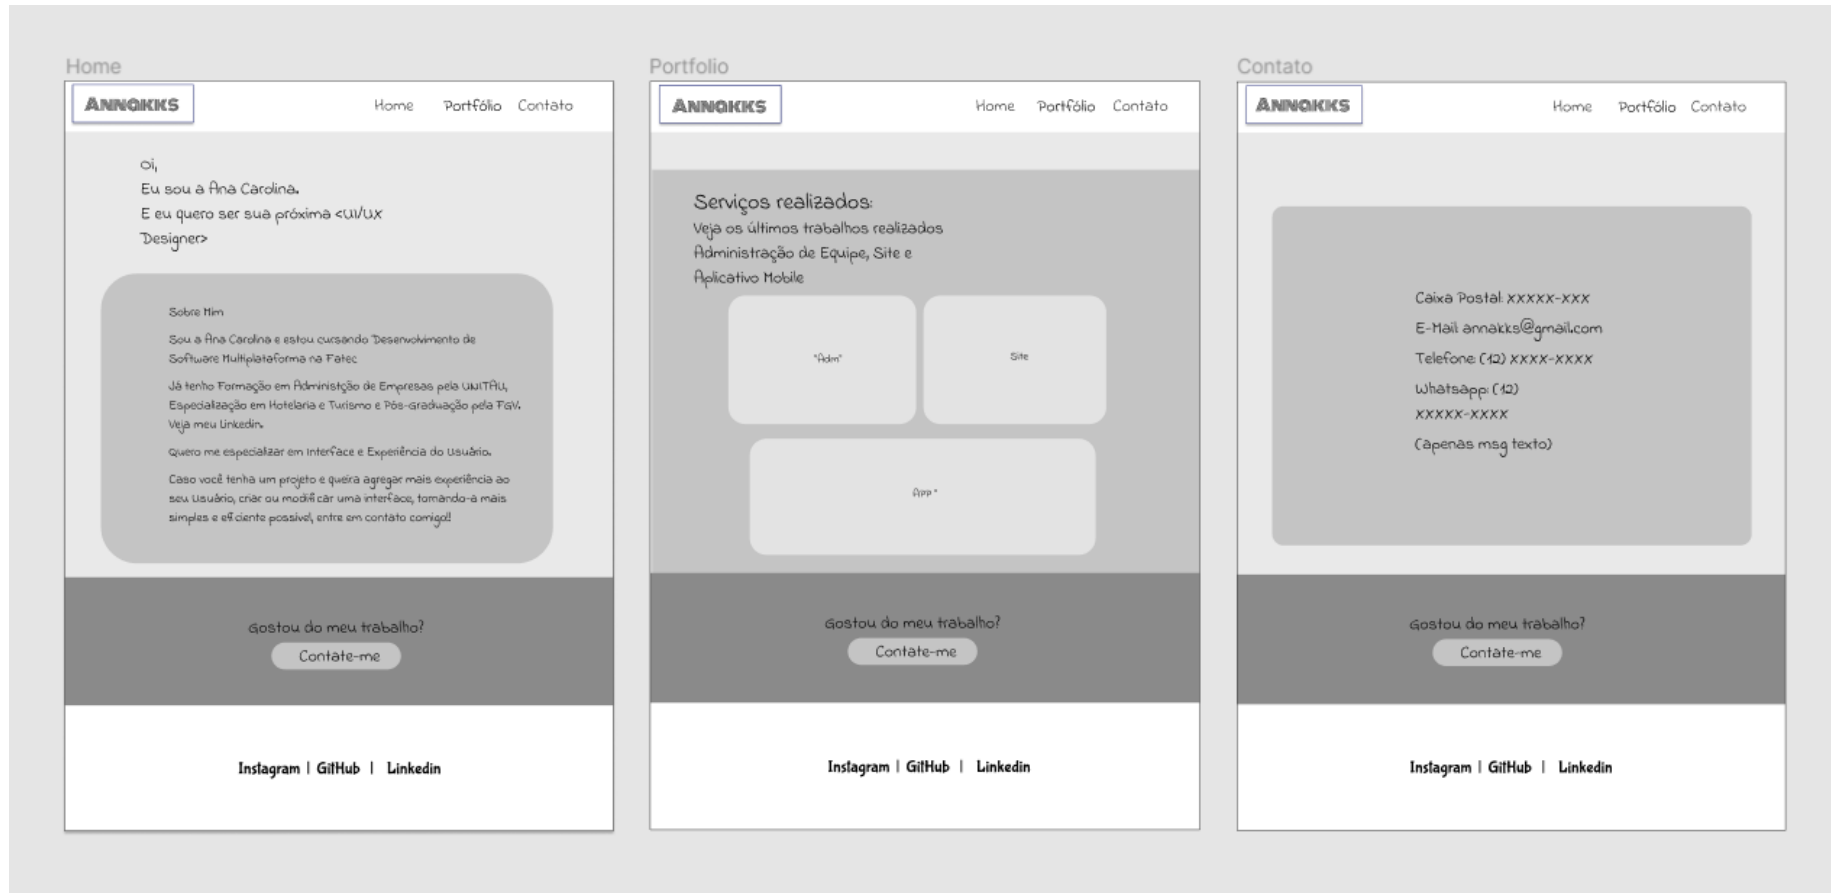 Home
ANNAKKS
Home Portfólio Contato
oi,
Eu sou a Ana Carolina.
E eu quero ser sua próxima <UI/UX
Designer>
Sobre Mim
Sou a Ana Carolina e estou cursando Desenvolvimento de
Software Multiplataforma na Fatec
Já tenho Formação em Administção de Empresas pela UNITAU,
Especialização em Hotelaria e Turismo e Pós-Graduação pela FGV.
Veja meu Linkedin.
Quero me especializar em Interface e Experiência do Usuário.
Caso você tenha um projeto e queira agregar mais experiência ao
seu Usuário, criar ou modificar uma interface, tornando-a mais
simples e eficiente possível, entre em contato comigo!!
Gostou do meu trabalho?
Contate-me
Instagram | GitHub | Linkedin
Portfolio
ANNAKKS
Home Portfólio Contato
Serviços realizados:
Veja os últimos trabalhos realizados
Administração de Equipe, Site e
Aplicativo Mobile
"Adm" Site
App "
Gostou do meu trabalho?
Contate-me
Instagram | GitHub | Linkedin
Contato
ANNAKKS
Home Portfólio Contato
Caixa Postal: XXXXX-XXX
E-Mail: annakks@gmail.com
Telefone: (12) XXXX-XXXX
Whatsapp: (12)
XXXXX-XXXX
(apenas msg texto)
Gostou do meu trabalho?
Contate-me
Instagram | GitHub | Linkedin